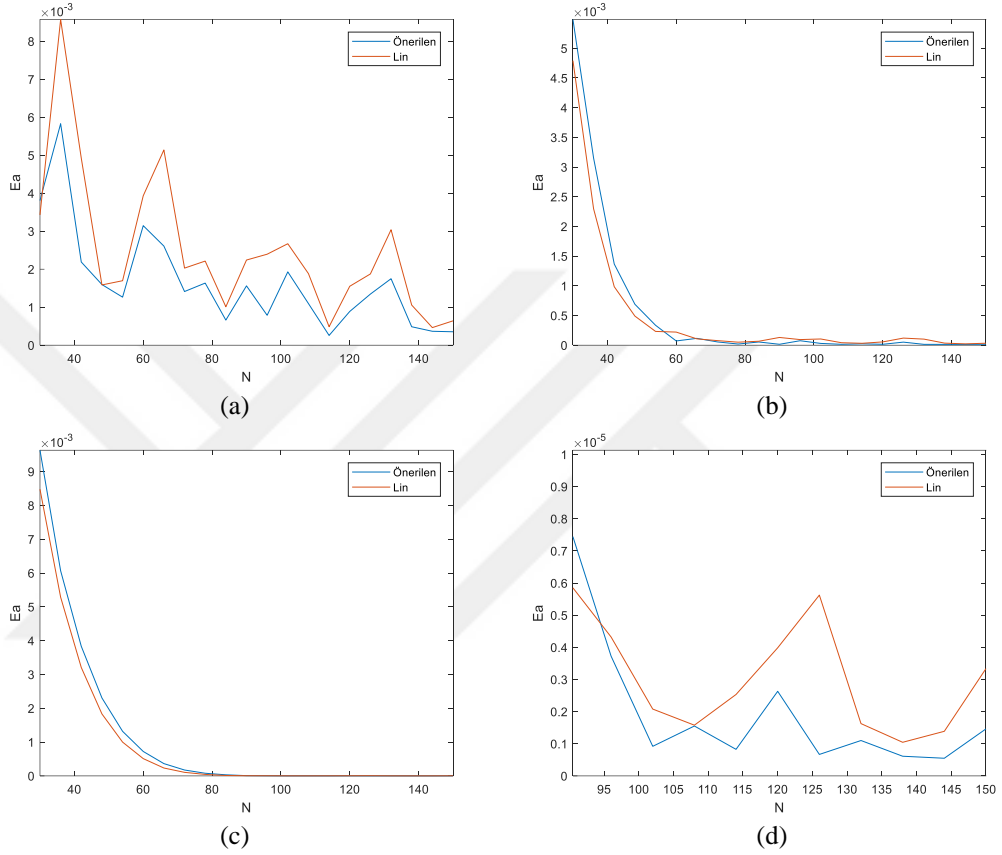 ×10-3
8
7
6
5
4
3
2
1
0
Ea
40 60 80 100 120 140
N
Önerilen
Lin
(a)
×10-3
5
4.5
4
3.5
3
2.5
2
1.5
1
0.5
0
Ea
40 60 80 100 120 140
N
Önerilen
Lin
(b)
×10-3
9
8
7
6
5
4
3
2
1
0
Ea
40 60 80 100 120 140
N
Önerilen
Lin
(c)
×10-5
1
0.9
0.8
0.7
0.6
0.5
0.4
0.3
0.2
0.1
0
Ea
95 100 105 110 115 120 125 130 135 140 145 150
N
Önerilen
Lin
(d)